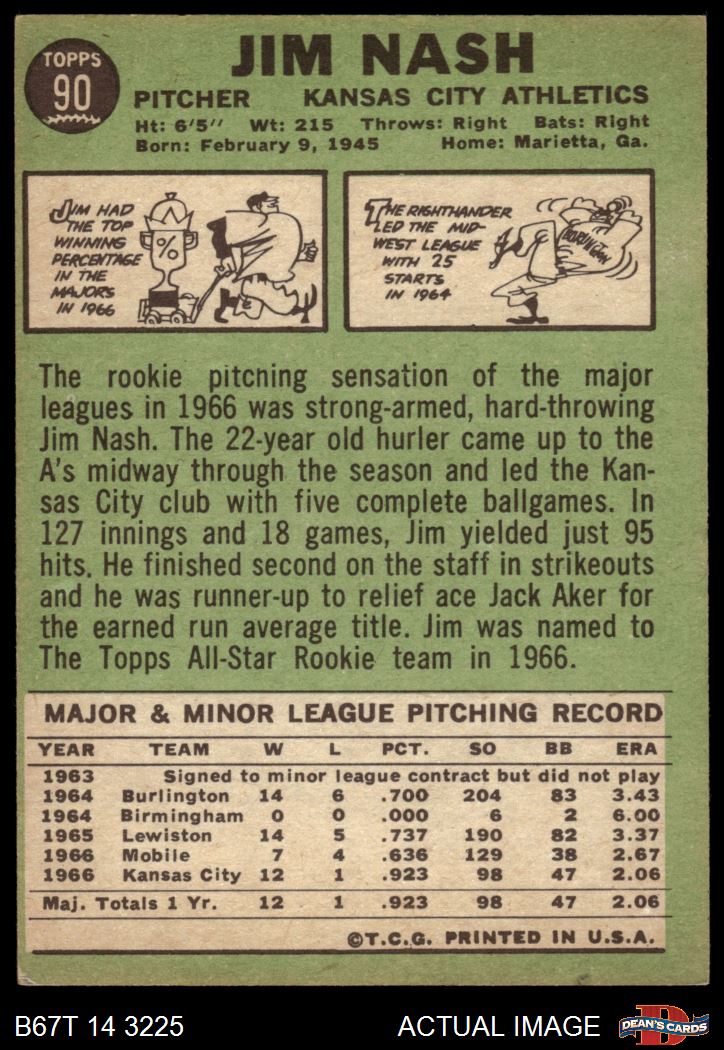 TOPPS
90
JIM NASH
PITCHER KANSAS CITY ATHLETICS
Ht: 6'5" Wt: 215 Throws: Right Bats: Right
Born: February 9, 1945 Home: Marietta, Ga.
JIM HAD
THE TOP
WINNING
PERCENTAGE
IN THE
MAJORS
IN 1966
%
THE RIGHTHANDER
LED THE MID-
WEST LEAGUE
WITH 25
STARTS
IN 1964
BURLINGTON
The rookie pitching sensation of the major
leagues in 1966 was strong-armed, hard-throwing
Jim Nash. The 22-year old hurler came up to the
A's midway through the season and led the Kan-
sas City club with five complete ballgames. In
127 innings and 18 games, Jim yielded just 95
hits. He finished second on the staff in strikeouts
and he was runner-up to relief ace Jack Aker for
the earned run average title. Jim was named to
The Topps All-Star Rookie team in 1966.
MAJOR & MINOR LEAGUE PITCHING RECORD
YEAR TEAM W L PCT. SO BB ERA
1963 Signed to minor league contract but did not play
1964 Burlington 14 6 .700 204 83 3.43
1964 Birmingham 0 0 .000 6 2 6.00
1965 Lewiston 14 5 .737 190 82 3.37
1966 Mobile 7 4 .636 129 38 2.67
1966 Kansas City 12 1 .923 98 47 2.06
Maj. Totals 1 Yr. 12 1 .923 98 47 2.06
©T.C.G. PRINTED IN U.S.A.
B67T 14 3225 ACTUAL IMAGE
D
DEAN'S CARDS